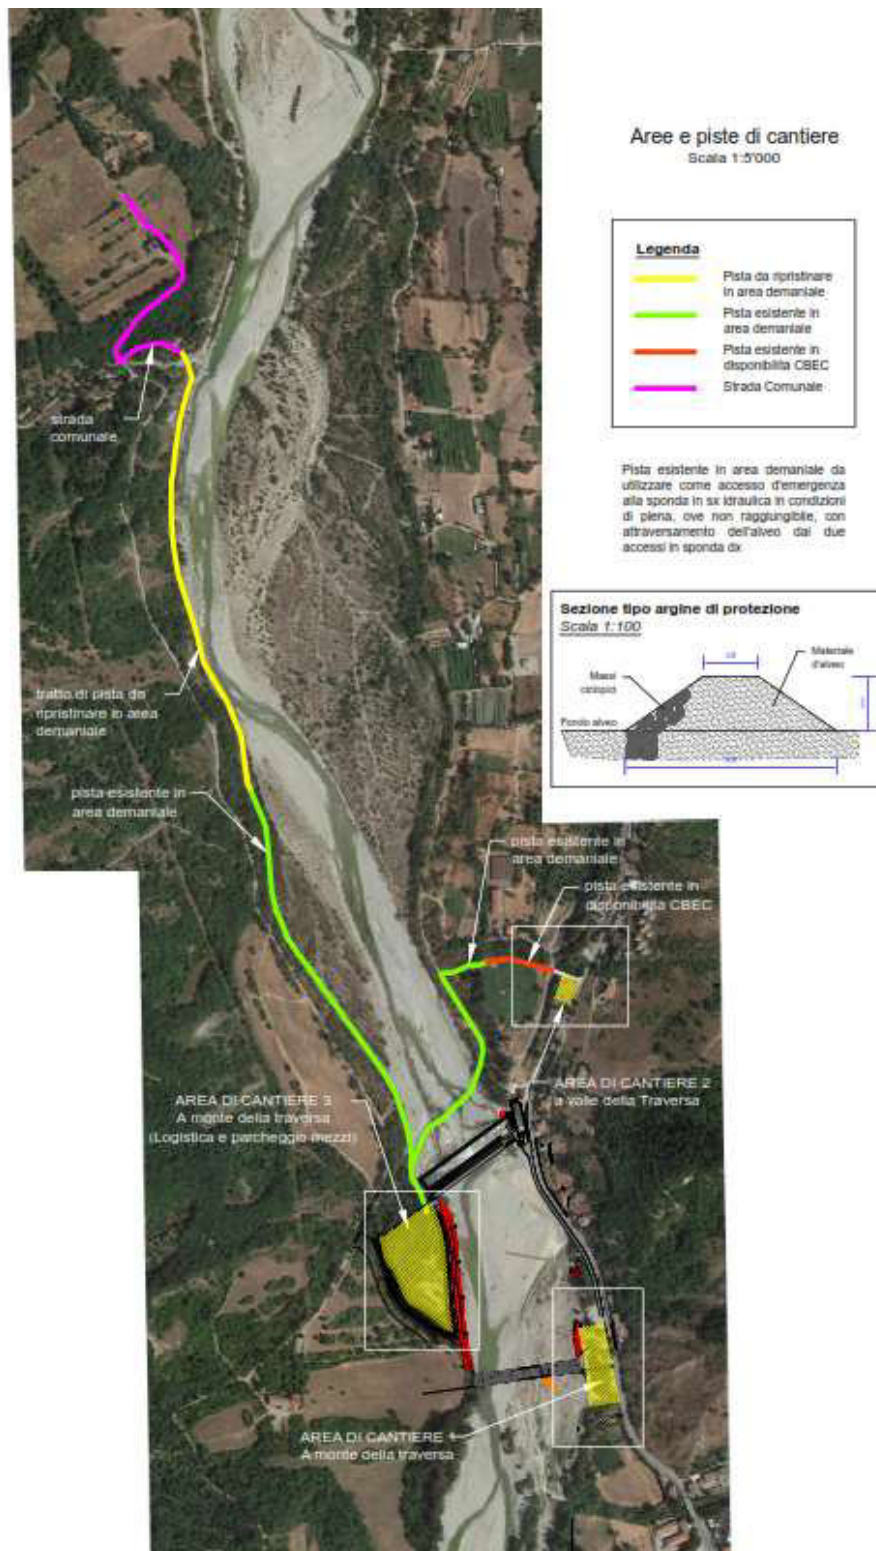 Aree e piste di cantiere
Scala 1:5'000
Legenda
Pista da ripristinare
in area demaniale
Pista esistente in
area demaniale
Pista esistente in
disponibilità CBEC
Strada Comunale
Pista esistente in area demaniale da
utilizzare come accesso d'emergenza
alla sponda in sx idraulica in condizioni
di piena, ove non raggiungibile, con
attraversamento dell'alveo dai due
accessi in sponda dx
Sezione tipo argine di protezione
Scala 1:100
Massi
ciclopici
Materiale
d'alveo
Fondo alveo
strada
comunale
tratto di pista da
ripristinare in area
demaniale
pista esistente in
area demaniale
pista esistente in
area demaniale
pista esistente in
disponibilita CBEC
AREA DI CANTIERE 3
A monte della traversa
(Logistica e parcheggio mezzi)
AREA DI CANTIERE 2
a valle della Traversa
AREA DI CANTIERE 1
A monte della traversa